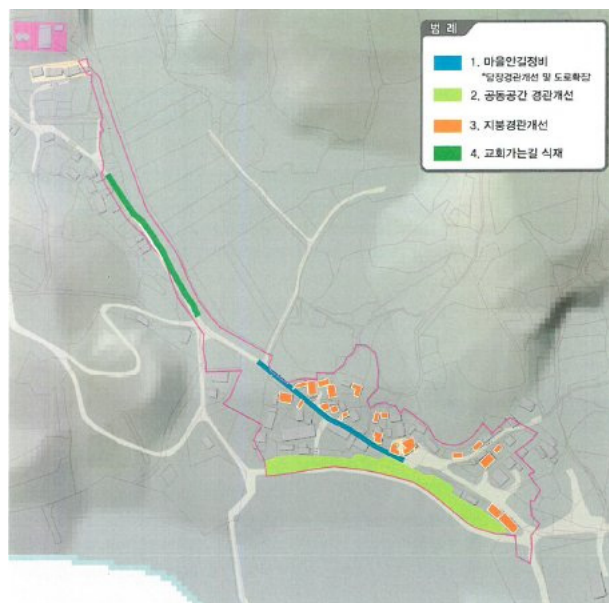 범 례
1. 마을안길정비
*담장경관개선 및 도로확장
2. 공동공간 경관개선
3. 지붕경관개선
4. 교회가는길 식재